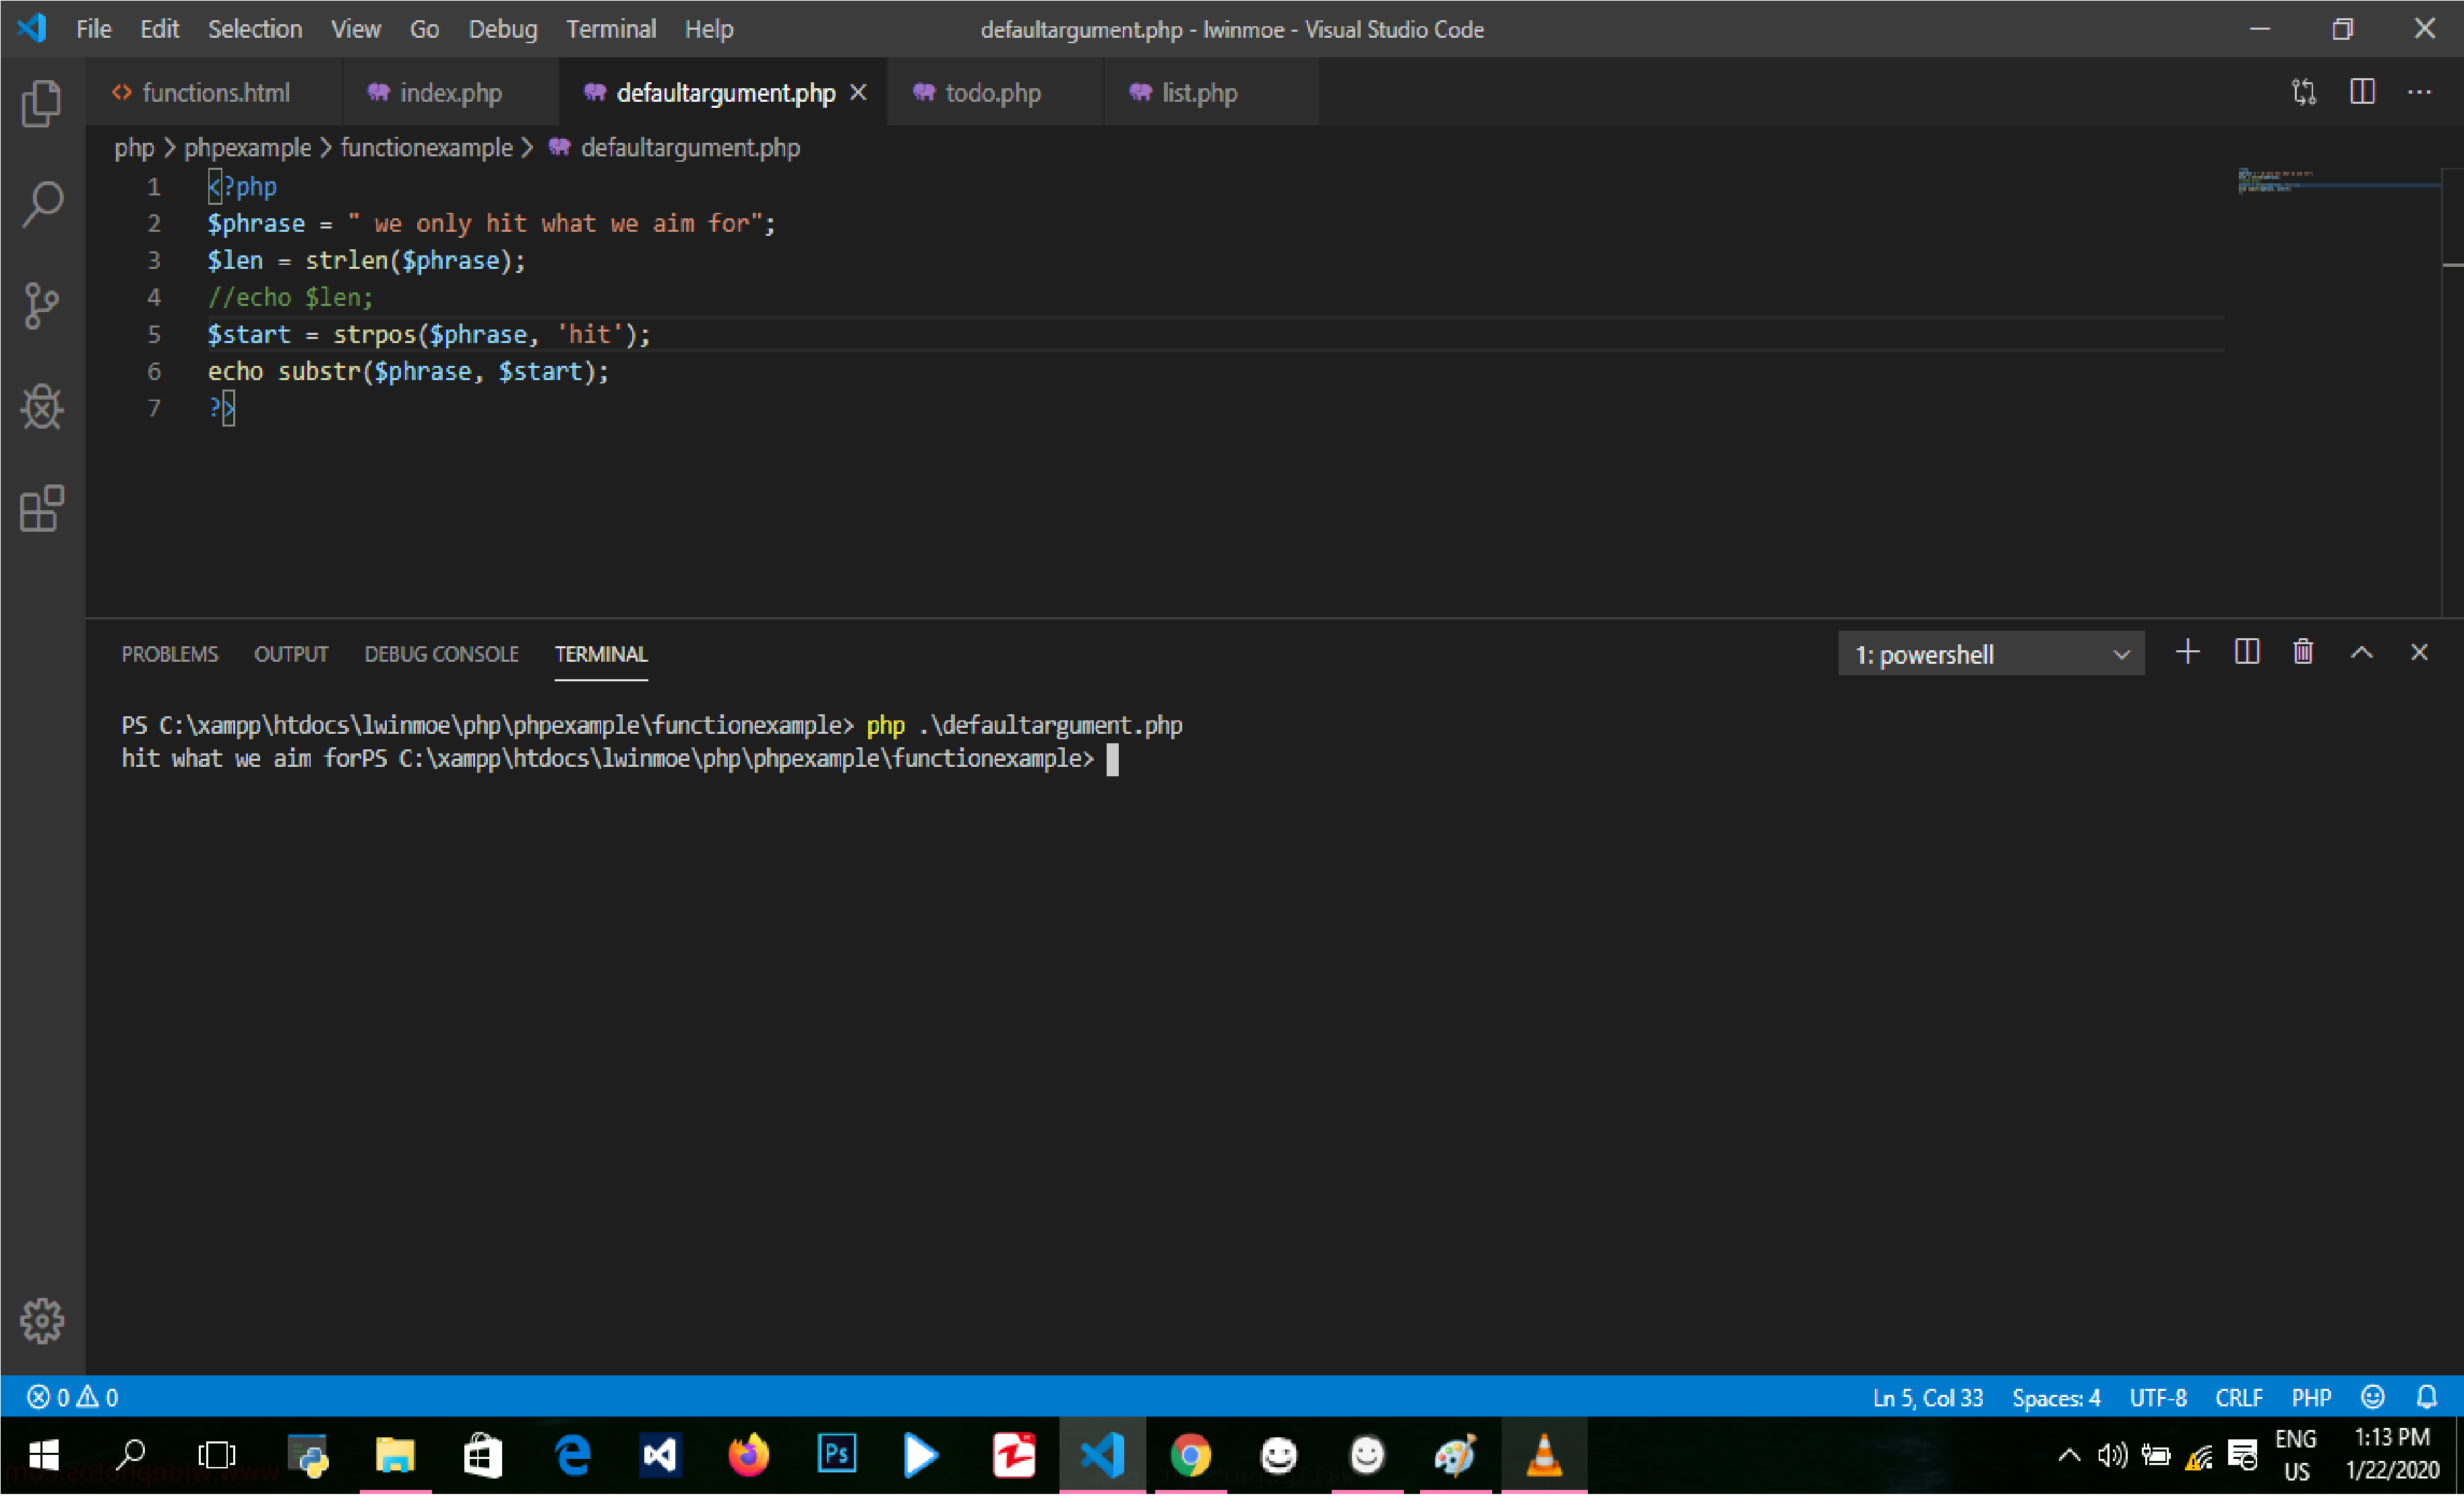 File Edit Selection View Go Debug Terminal Help defaultargument.php - lwinmoe - Visual Studio Code
functions.html index.php defaultargument.php todo.php list.php
php > phpexample > functionexample > defaultargument.php
1 <?php
2 $phrase = " we only hit what we aim for";
3 $len = strlen($phrase);
4 //echo $len;
5 $start = strpos($phrase, 'hit');
6 echo substr($phrase, $start);
7 ?>
PROBLEMS OUTPUT DEBUG CONSOLE TERMINAL 1: powershell
PS C:\xampp\htdocs\lwinmoe\php\phpexample\functionexample> php .\defaultargument.php
hit what we aim forPS C:\xampp\htdocs\lwinmoe\php\phpexample\functionexample>
0 0 Ln 5, Col 33 Spaces: 4 UTF-8 CRLF PHP
Ps ENG 1:13 PM
US 1/22/2020